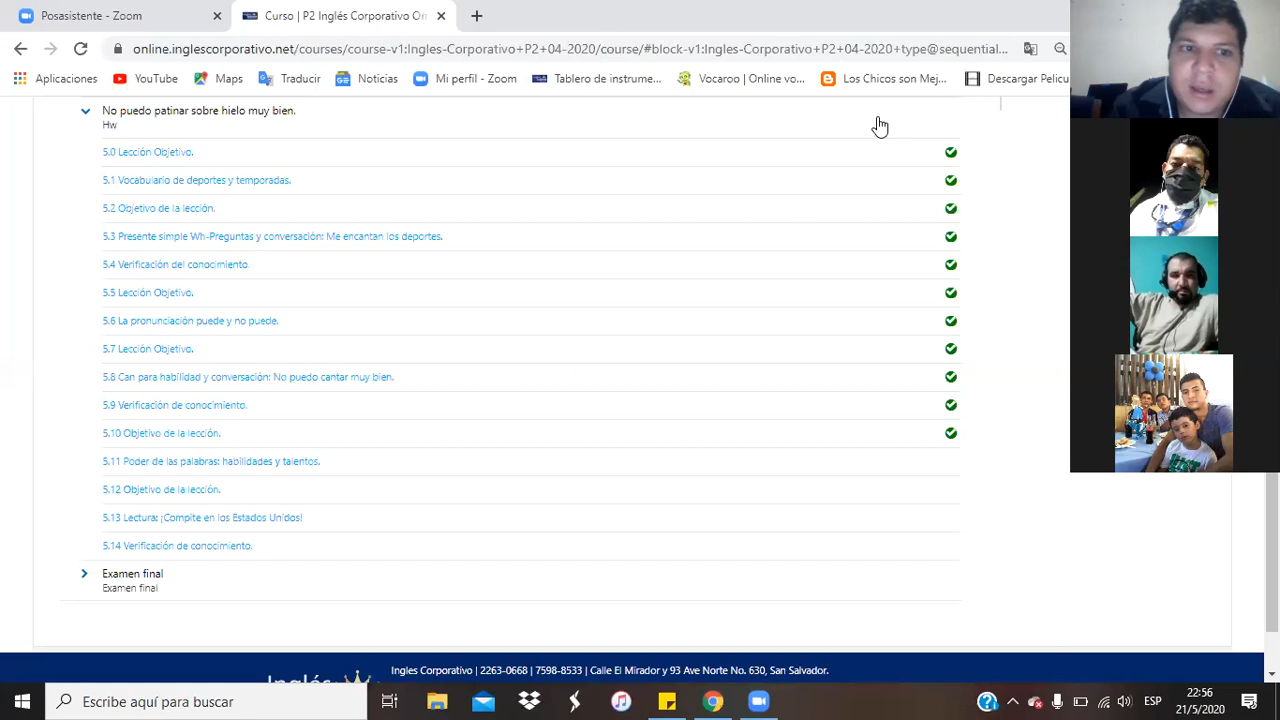 Posasistente - Zoom
Curso | P2 Inglés Corporativo On
online.inglescorporativo.net/courses/course-v1:Ingles-Corporativo+P2+04-2020/course/#block-v1:Ingles-Corporativo+P2+04-2020+type@sequential...
Aplicaciones YouTube Maps Traducir Noticias Mi perfil - Zoom Tablero de instrume... Vooooo | Online vo... Los Chicos son Mej... Descargar Pelicu
No puedo patinar sobre hielo muy bien.
Hw
5.0 Lección Objetivo.
5.1 Vocabulario de deportes y temporadas.
5.2 Objetivo de la lección.
5.3 Presente simple Wh-Preguntas y conversación: Me encantan los deportes.
5.4 Verificación del conocimiento.
5.5 Lección Objetivo.
5.6 La pronunciación puede y no puede.
5.7 Lección Objetivo.
5.8 Can para habilidad y conversación: No puedo cantar muy bien.
5.9 Verificación de conocimiento.
5.10 Objetivo de la lección.
5.11 Poder de las palabras: habilidades y talentos.
5.12 Objetivo de la lección.
5.13 Lectura: ¡Compite en los Estados Unidos!
5.14 Verificación de conocimiento.
Examen final
Examen final
Ingles Corporativo | 2263-0668 | 7598-8533 | Calle El Mirador y 93 Ave Norte No. 630, San Salvador.
Inglés
Escribe aquí para buscar
ESP
22:56
21/5/2020